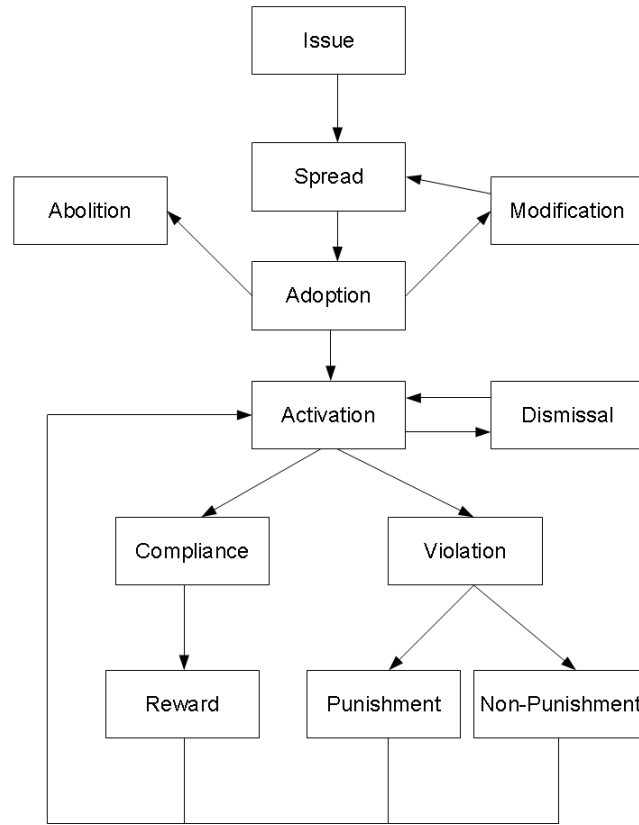 Issue
Spread
Abolition
Modification
Adoption
Activation
Dismissal
Compliance
Violation
Reward
Punishment
Non-Punishment